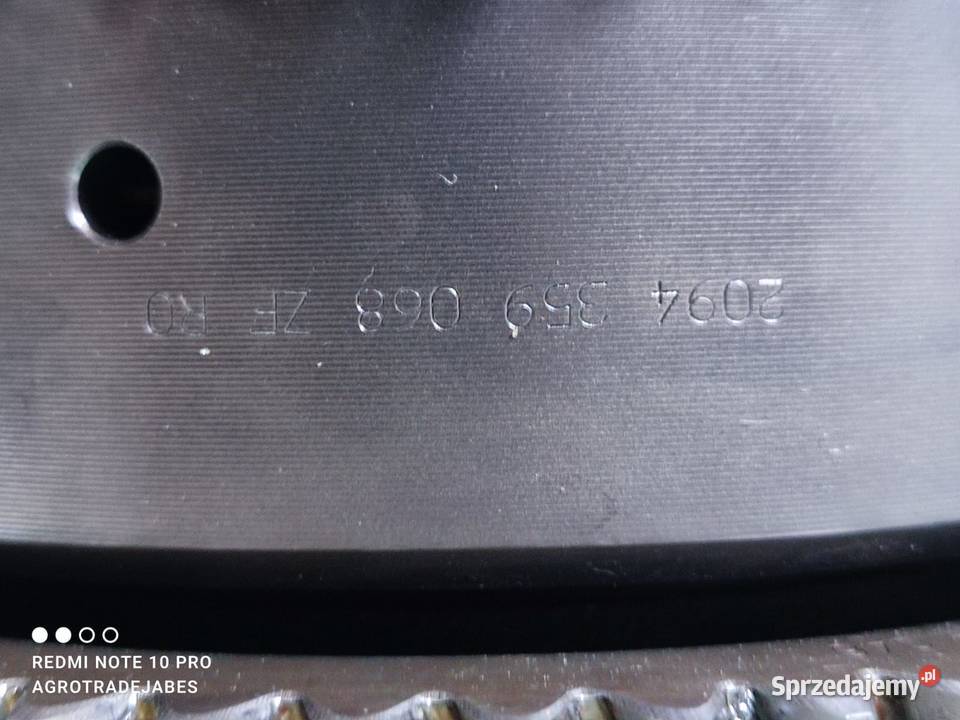 2094 359 068 ZF R0
REDMI NOTE 10 PRO
AGROTRADEJABES
Sprzedajemy.pl